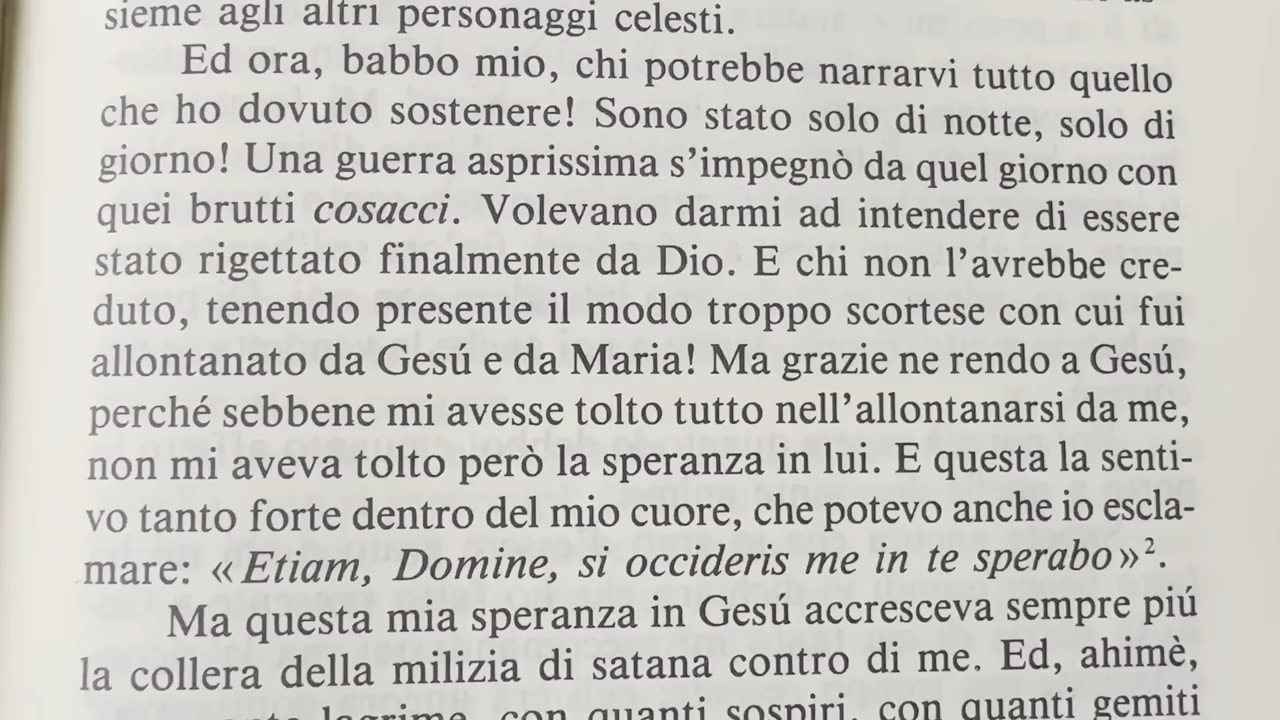 sieme agli altri personaggi celesti.
Ed ora, babbo mio, chi potrebbe narrarvi tutto quello
che ho dovuto sostenere! Sono stato solo di notte, solo di
giorno! Una guerra asprissima s'impegnò da quel giorno con
quei brutti cosacci. Volevano darmi ad intendere di essere
stato rigettato finalmente da Dio. E chi non l'avrebbe cre-
duto, tenendo presente il modo troppo scortese con cui fui
allontanato da Gesú e da Maria! Ma grazie ne rendo a Gesú,
perché sebbene mi avesse tolto tutto nell'allontanarsi da me,
non mi aveva tolto però la speranza in lui. E questa la senti-
vo tanto forte dentro del mio cuore, che potevo anche io escla-
mare: «Etiam, Domine, si occideris me in te sperabo»².
Ma questa mia speranza in Gesú accresceva sempre piú
la collera della milizia di satana contro di me. Ed, ahimè,
lagrime, con quanti sospiri, con quanti gemiti